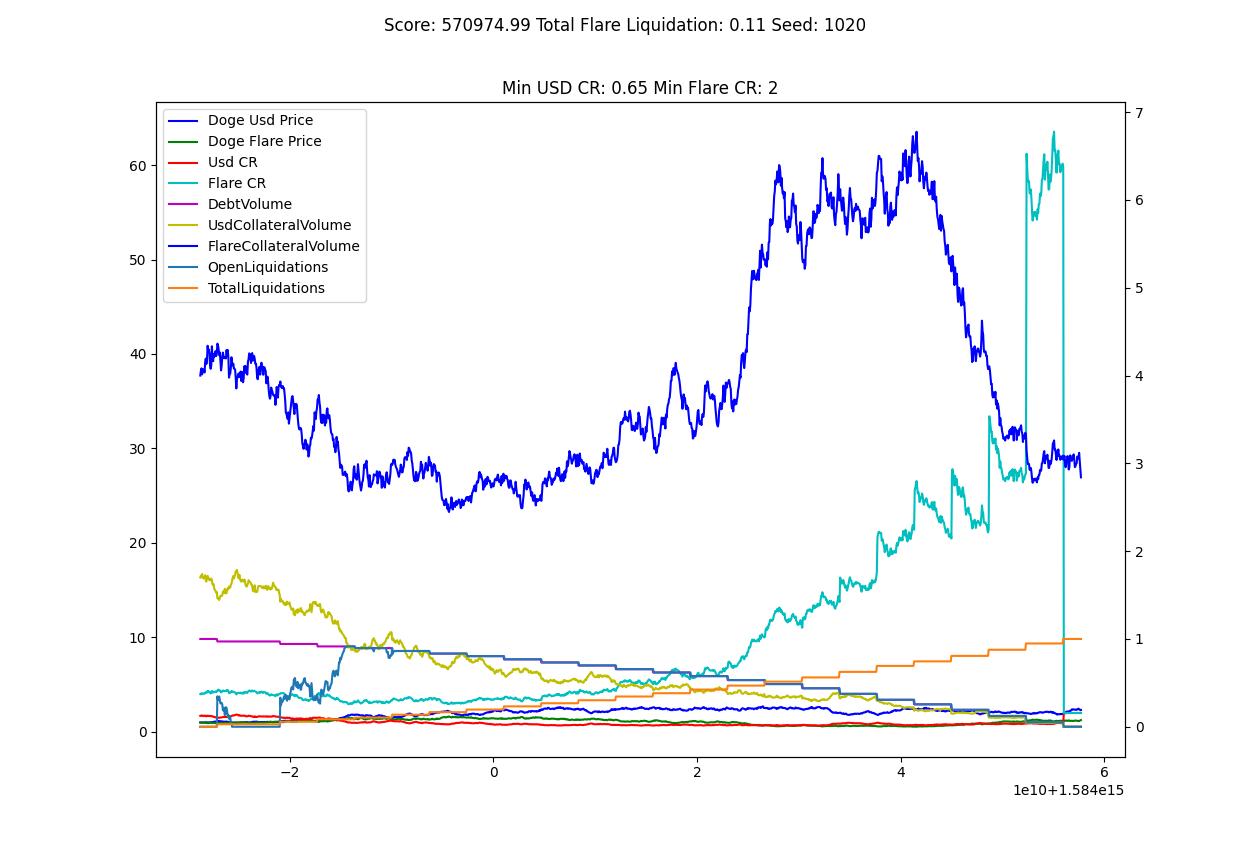 Score: 570974.99 Total Flare Liquidation: 0.11 Seed: 1020
Min USD CR: 0.65 Min Flare CR: 2
Doge Usd Price
Doge Flare Price
Usd CR
Flare CR
DebtVolume
UsdCollateralVolume
FlareCollateralVolume
OpenLiquidations
TotalLiquidations
60
50
40
30
20
10
0
7
6
5
4
3
2
1
0
−2 0 2 4 6
1e10+1.584e15